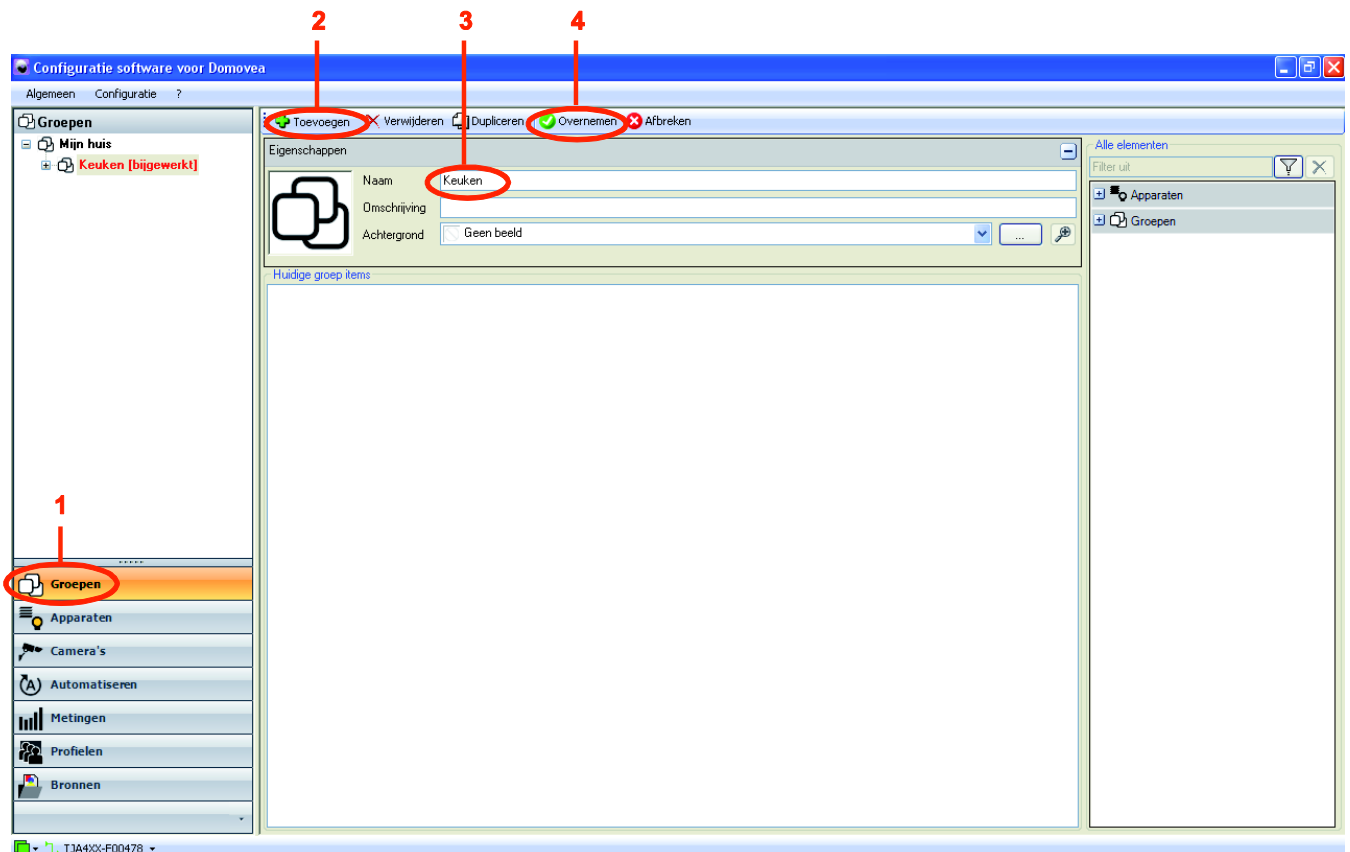 2 3 4
Configuratie software voor Domovea
Algemeen Configuratie ?
Groepen
Mijn huis
Keuken [bijgewerkt]
Toevoegen Verwijderen Dupliceren Overnemen Afbreken
Eigenschappen
Naam Keuken
Omschrijving
Achtergrond Geen beeld ...
Huidige groep items
Alle elementen
Filter uit
Apparaten
Groepen
1
Groepen
Apparaten
Camera's
Automatiseren
Metingen
Profielen
Bronnen
TJA4XX-F00478